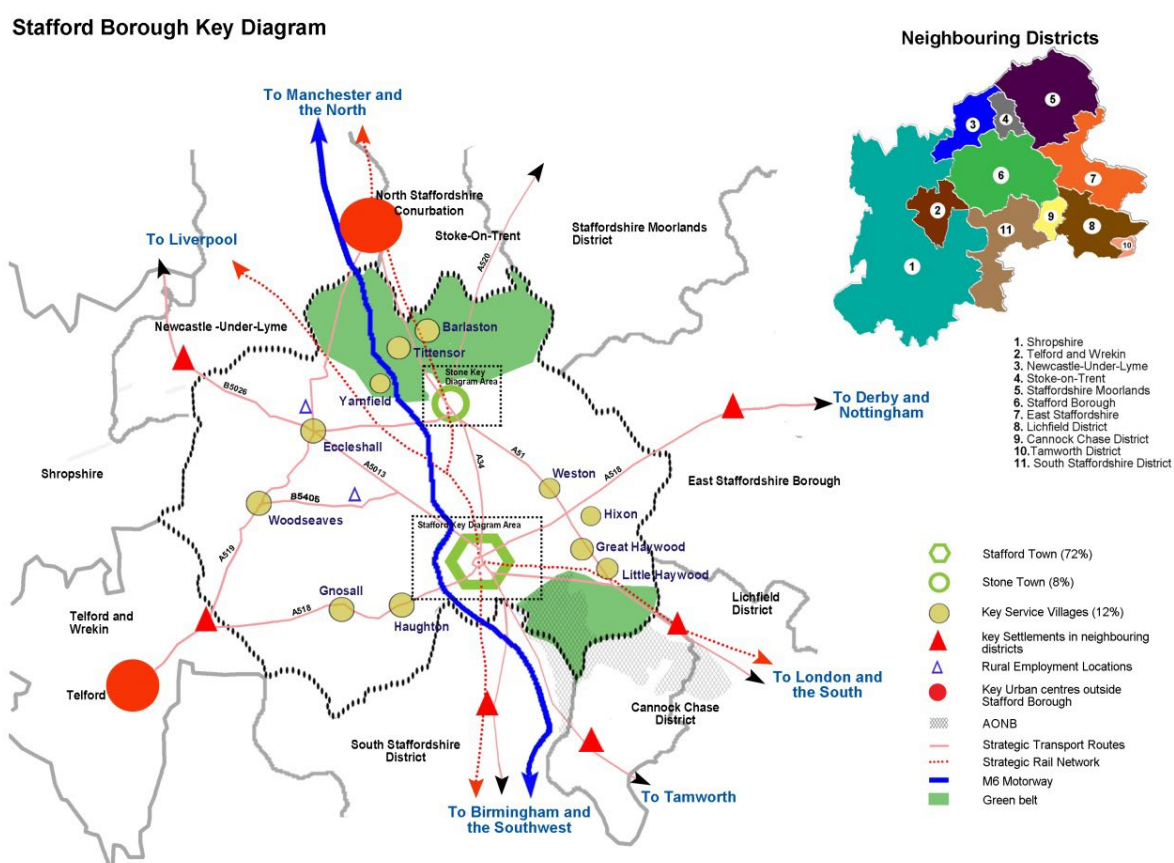 Stafford Borough Key Diagram
Neighbouring Districts
To Manchester and
the North
North Staffordshire
Conurbation
Stoke-On-Trent
Staffordshire Moorlands
District
To Liverpool
A520
Newcastle -Under-Lyme
Barlaston
Tittensor
Stone Key
Diagram Area
Yarnfield
B5026
To Derby and
Nottingham
Eccleshall
Shropshire
A5013
A34
A51
A518
Weston
East Staffordshire Borough
B5405
Woodseaves
Hixon
Stafford Key Diagram Area
A519
Great Haywood
Little Haywood
Gnosall
A518
Haughton
Lichfield
District
Telford and
Wrekin
Telford
To London and
the South
Cannock Chase
District
South Staffordshire
District
To Tamworth
To Birmingham and
the Southwest
5
3
4
6
7
2
9
8
11
10
1
1. Shropshire
2. Telford and Wrekin
3. Newcastle-Under-Lyme
4. Stoke-on-Trent
5. Staffordshire Moorlands
6. Stafford Borough
7. East Staffordshire
8. Lichfield District
9. Cannock Chase District
10.Tamworth District
11. South Staffordshire District
Stafford Town (72%)
Stone Town (8%)
Key Service Villages (12%)
key Settlements in neighbouring
districts
Rural Employment Locations
Key Urban centres outside
Stafford Borough
AONB
Strategic Transport Routes
Strategic Rail Network
M6 Motorway
Green belt